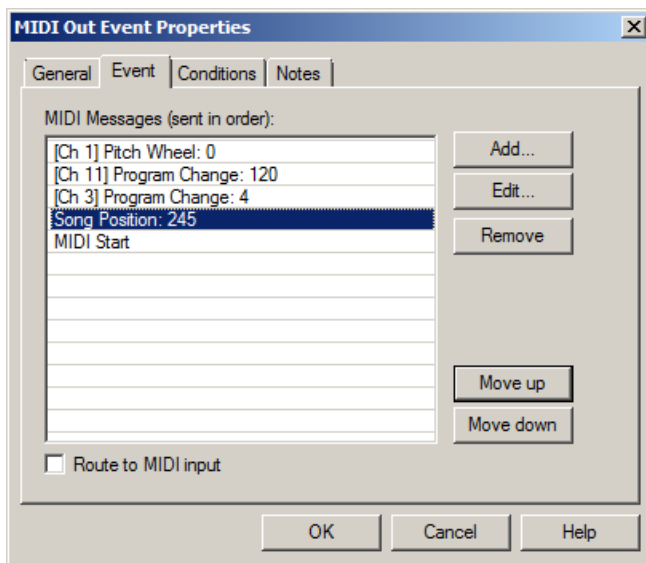 MIDI Out Event Properties
General Event Conditions Notes
MIDI Messages (sent in order):
[Ch 1] Pitch Wheel: 0
[Ch 11] Program Change: 120
[Ch 3] Program Change: 4
Song Position: 245
MIDI Start
Add...
Edit...
Remove
Move up
Move down
Route to MIDI input
OK Cancel Help